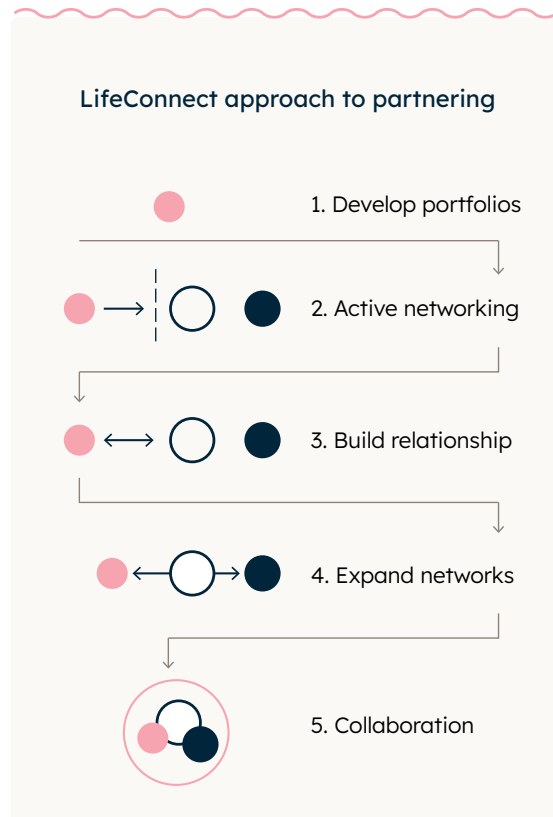 LifeConnect approach to partnering
1. Develop portfolios
2. Active networking
3. Build relationship
4. Expand networks
5. Collaboration